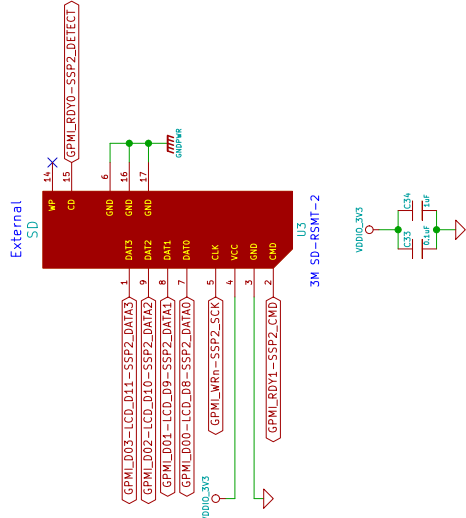 External
SD
GPMI_RDY0-SSP2_DETECT
14
15
6
16
17
GNDPWR
WP
CD
GND
GND
GND
DAT3
DAT2
DAT1
DAT0
CLK
VCC
GND
CMD
U3
3M SD-RSMT-2
1
9
8
7
5
4
3
2
GPMI_D03-LCD_D11-SSP2_DATA3
GPMI_D02-LCD_D10-SSP2_DATA2
GPMI_D01-LCD_D9-SSP2_DATA1
GPMI_D00-LCD_D8-SSP2_DATA0
GPMI_WRn-SSP2_SCK
GPMI_RDY1-SSP2_CMD
VDDIO_3V3
VDDIO_3V3
C33
0.1uF
C34
1uF